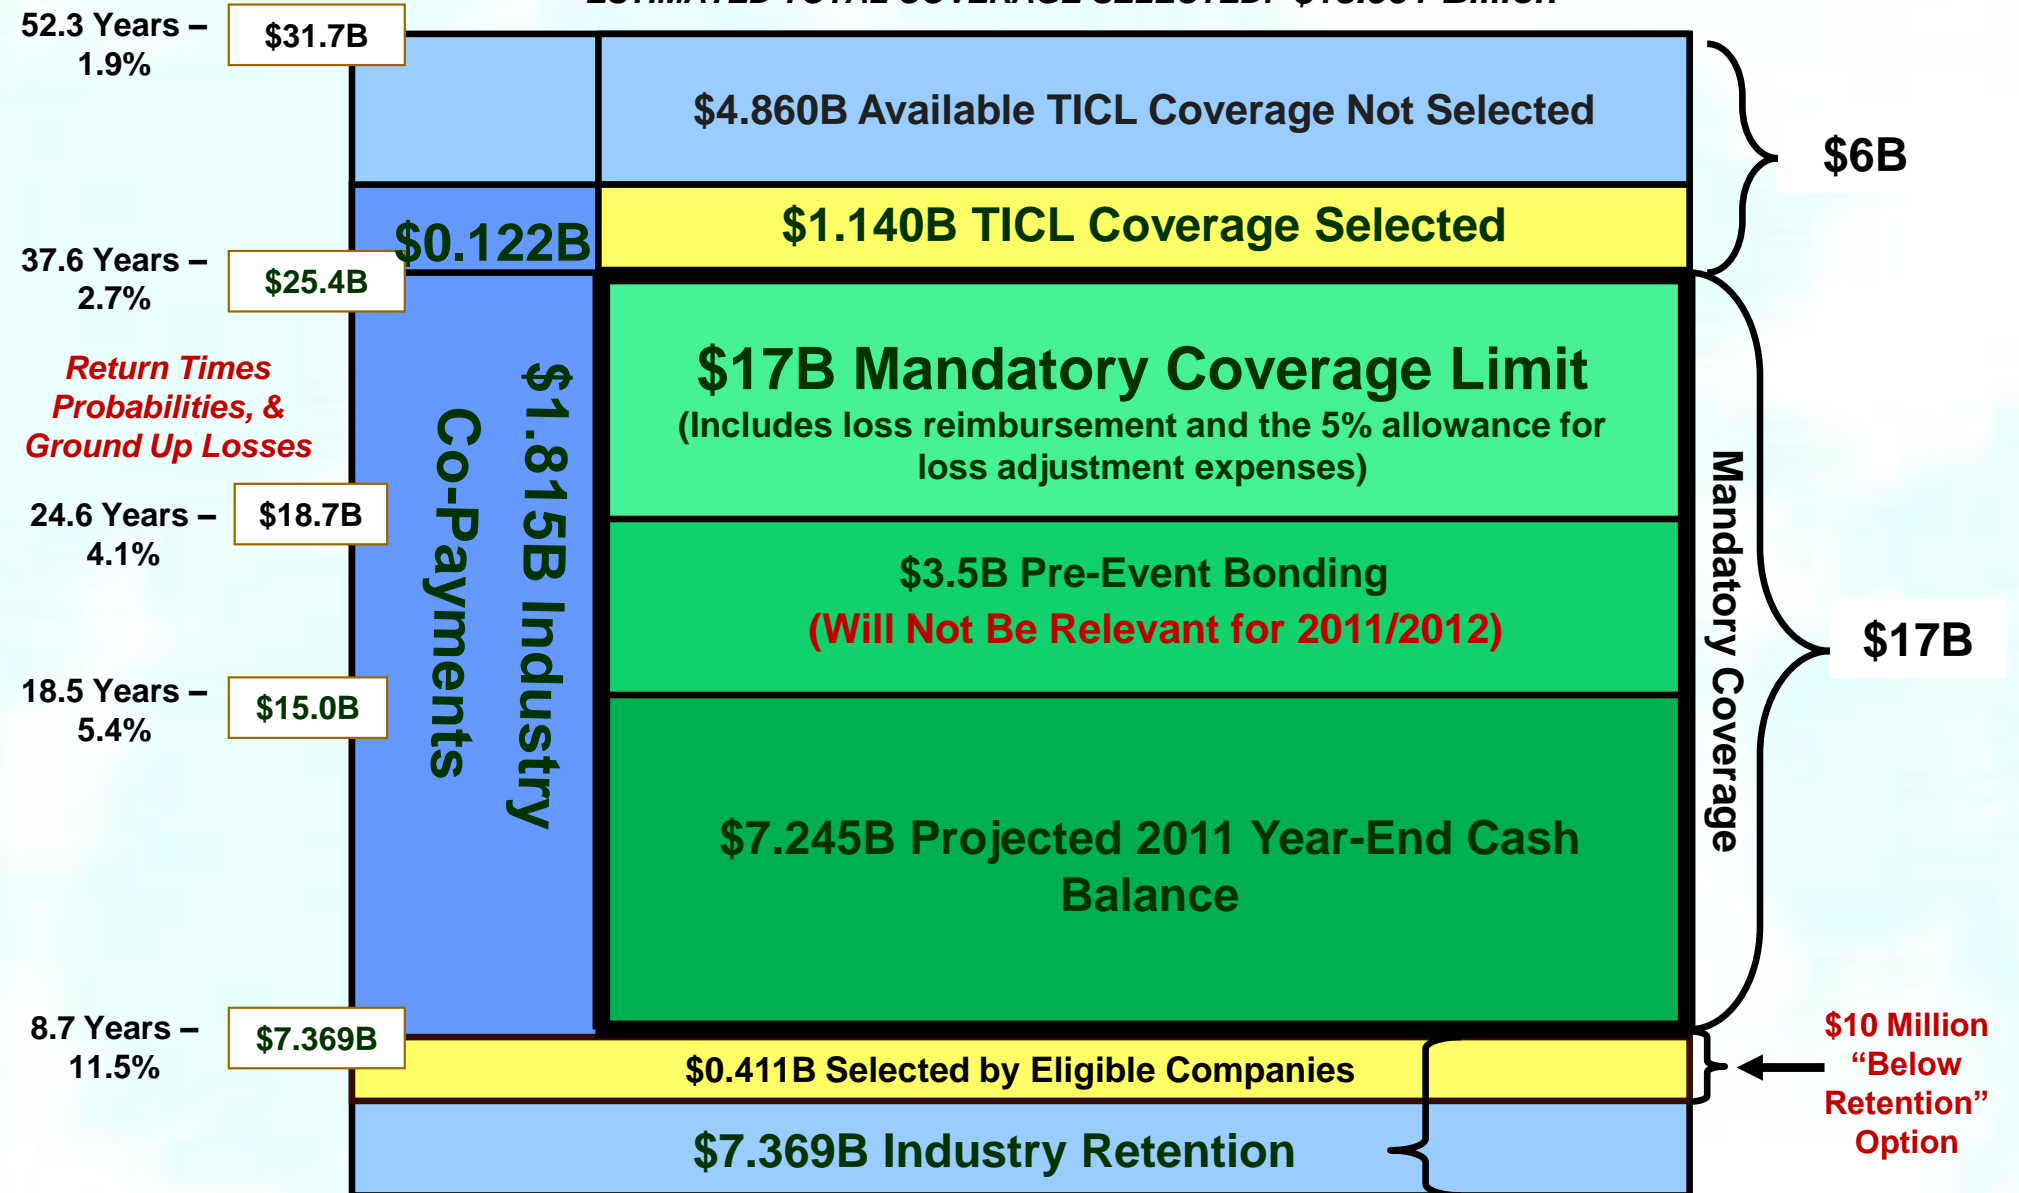 ESTIMATED TOTAL COVERAGE SELECTED:
Billion
52.3 Years –
1.9%
$31.7B
$4.860B Available TICL Coverage Not Selected
$6B
$0.122B
$1.140B TICL Coverage Selected
37.6 Years –
2.7%
$25.4B
Return Times
Probabilities, &
Ground Up Losses
$17B Mandatory Coverage Limit
(Includes loss reimbursement and the 5% allowance for
loss adjustment expenses)
$1.815B Industry
Co-Payments
24.6 Years –
4.1%
$18.7B
$3.5B Pre-Event Bonding
(Will Not Be Relevant for 2011/2012)
Mandatory Coverage
$17B
18.5 Years –
5.4%
$15.0B
$7.245B Projected 2011 Year-End Cash
Balance
8.7 Years –
11.5%
$7.369B
$0.411B Selected by Eligible Companies
$10 Million
“Below
Retention”
Option
$7.369B Industry Retention